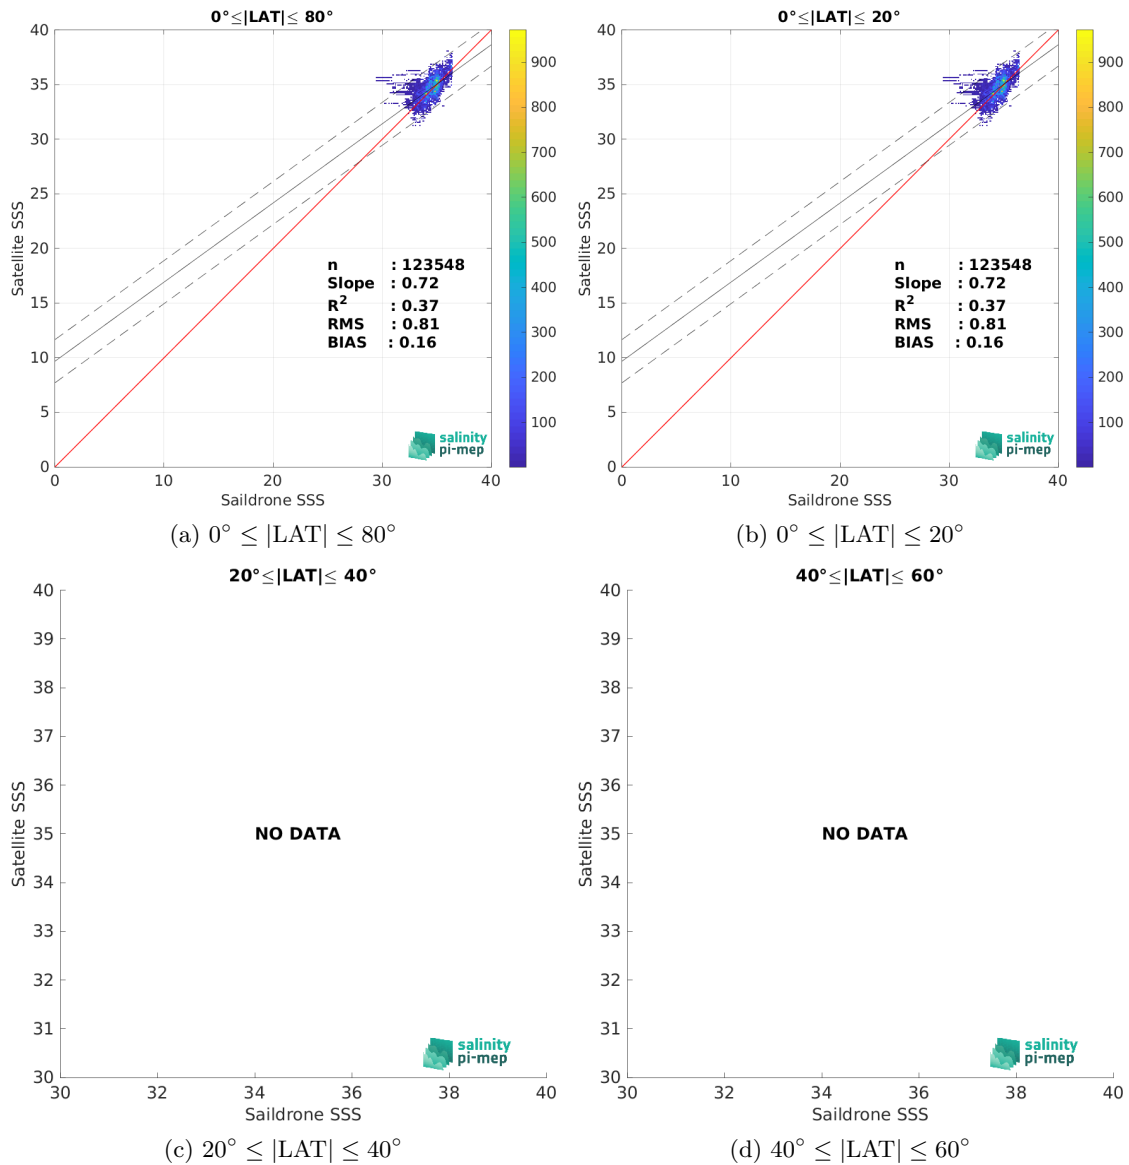 0°≤|LAT|≤ 80°
40
35
30
25
20
15
10
5
0
Satellite SSS
n : 123548
Slope : 0.72
R² : 0.37
RMS : 0.81
BIAS : 0.16
salinity
pi-mep
0 10 20 30 40
Saildrone SSS
900
800
700
600
500
400
300
200
100
(a) 0° ≤ |LAT| ≤ 80°
0°≤|LAT|≤ 20°
40
35
30
25
20
15
10
5
0
Satellite SSS
n : 123548
Slope : 0.72
R² : 0.37
RMS : 0.81
BIAS : 0.16
salinity
pi-mep
0 10 20 30 40
Saildrone SSS
900
800
700
600
500
400
300
200
100
(b) 0° ≤ |LAT| ≤ 20°
20°≤|LAT|≤ 40°
40
39
38
37
36
35
34
33
32
31
30
Satellite SSS
NO DATA
salinity
pi-mep
30 32 34 36 38 40
Saildrone SSS
(c) 20° ≤ |LAT| ≤ 40°
40°≤|LAT|≤ 60°
40
39
38
37
36
35
34
33
32
31
30
Satellite SSS
NO DATA
salinity
pi-mep
30 32 34 36 38 40
Saildrone SSS
(d) 40° ≤ |LAT| ≤ 60°